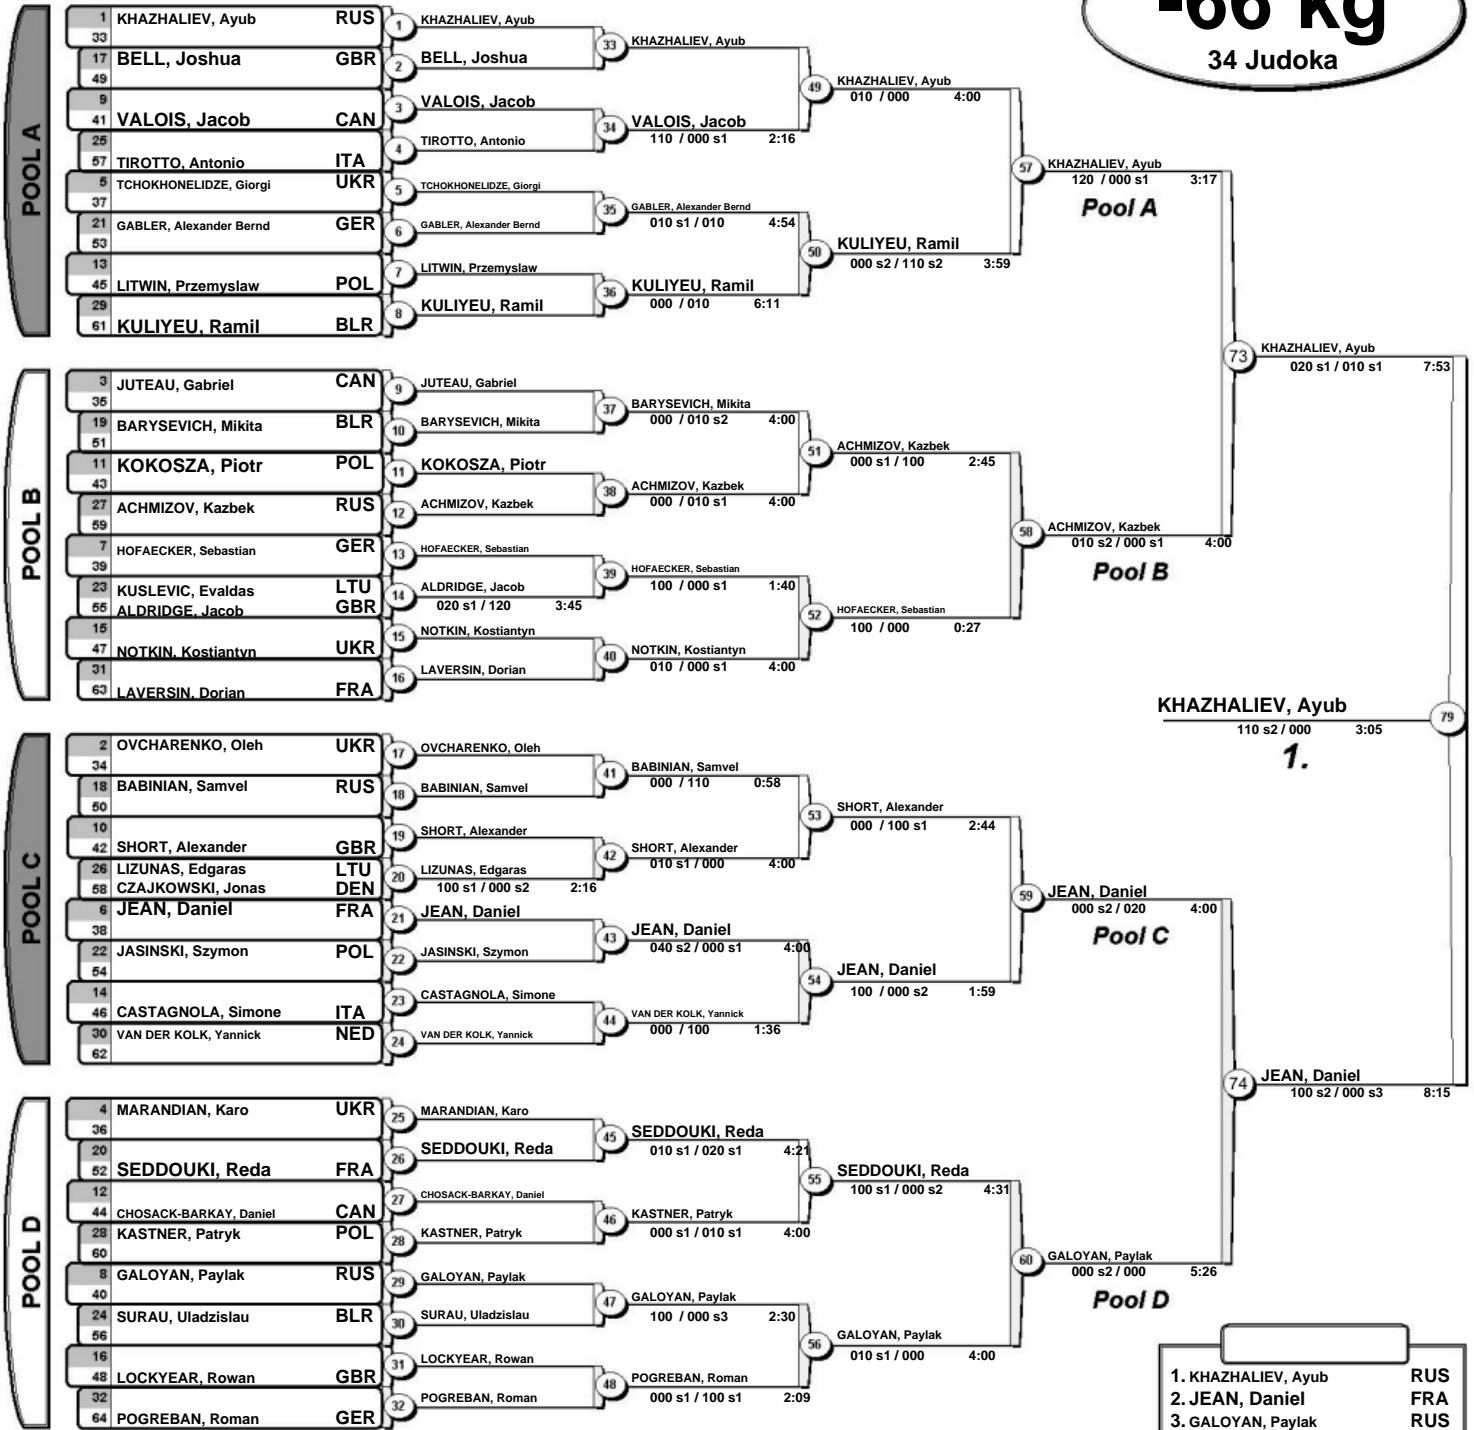 -66 kg
34 Judoka
POOL A
1 KHAZHALIEV, Ayub RUS
33
17 BELL, Joshua GBR
49
9
41 VALOIS, Jacob CAN
25
57 TIROTTO, Antonio ITA
5 TCHOKHONELIDZE, Giorgi UKR
37
21 GABLER, Alexander Bernd GER
53
13
45 LITWIN, Przemyslaw POL
29
61 KULIYEU, Ramil BLR
1 KHAZHALIEV, Ayub
2 BELL, Joshua
3 VALOIS, Jacob
4 TIROTTO, Antonio
5 TCHOKHONELIDZE, Giorgi
6 GABLER, Alexander Bernd
7 LITWIN, Przemyslaw
8 KULIYEU, Ramil
33 KHAZHALIEV, Ayub
34 VALOIS, Jacob
110 / 000 s1 2:16
35 GABLER, Alexander Bernd
010 s1 / 010 4:54
36 KULIYEU, Ramil
000 / 010 6:11
49 KHAZHALIEV, Ayub
010 / 000 4:00
50 KULIYEU, Ramil
000 s2 / 110 s2 3:59
57 KHAZHALIEV, Ayub
120 / 000 s1 3:17
Pool A
POOL B
3 JUTEAU, Gabriel CAN
35
19 BARYSEVICH, Mikita BLR
51
11 KOKOSZA, Piotr POL
43
27 ACHMIZOV, Kazbek RUS
59
7 HOFAECKER, Sebastian GER
39
23 KUSLEVIC, Evaldas LTU
55 ALDRIDGE, Jacob GBR
15
47 NOTKIN, Kostiantyn UKR
31
63 LAVERSIN, Dorian FRA
9 JUTEAU, Gabriel
10 BARYSEVICH, Mikita
11 KOKOSZA, Piotr
12 ACHMIZOV, Kazbek
13 HOFAECKER, Sebastian
14 ALDRIDGE, Jacob
020 s1 / 120 3:45
15 NOTKIN, Kostiantyn
16 LAVERSIN, Dorian
37 BARYSEVICH, Mikita
000 / 010 s2 4:00
38 ACHMIZOV, Kazbek
000 / 010 s1 4:00
39 HOFAECKER, Sebastian
100 / 000 s1 1:40
40 NOTKIN, Kostiantyn
010 / 000 s1 4:00
51 ACHMIZOV, Kazbek
000 s1 / 100 2:45
52 HOFAECKER, Sebastian
100 / 000 0:27
58 ACHMIZOV, Kazbek
010 s2 / 000 s1 4:00
Pool B
73 KHAZHALIEV, Ayub
020 s1 / 010 s1 7:53
KHAZHALIEV, Ayub 79
110 s2 / 000 3:05
1.
POOL C
2 OVCHARENKO, Oleh UKR
34
18 BABINIAN, Samvel RUS
50
10
42 SHORT, Alexander GBR
26 LIZUNAS, Edgaras LTU
58 CZAJKOWSKI, Jonas DEN
6 JEAN, Daniel FRA
38
22 JASINSKI, Szymon POL
54
14
46 CASTAGNOLA, Simone ITA
30 VAN DER KOLK, Yannick NED
62
17 OVCHARENKO, Oleh
18 BABINIAN, Samvel
19 SHORT, Alexander
20 LIZUNAS, Edgaras
100 s1 / 000 s2 2:16
21 JEAN, Daniel
22 JASINSKI, Szymon
23 CASTAGNOLA, Simone
24 VAN DER KOLK, Yannick
41 BABINIAN, Samvel
000 / 110 0:58
42 SHORT, Alexander
010 s1 / 000 4:00
43 JEAN, Daniel
040 s2 / 000 s1 4:00
44 VAN DER KOLK, Yannick
000 / 100 1:36
53 SHORT, Alexander
000 / 100 s1 2:44
54 JEAN, Daniel
100 / 000 s2 1:59
59 JEAN, Daniel
000 s2 / 020 4:00
Pool C
POOL D
4 MARANDIAN, Karo UKR
36
20
52 SEDDOUKI, Reda FRA
12
44 CHOSACK-BARKAY, Daniel CAN
28 KASTNER, Patryk POL
60
8 GALOYAN, Paylak RUS
40
24 SURAU, Uladzislau BLR
56
16
48 LOCKYEAR, Rowan GBR
32
64 POGREBAN, Roman GER
25 MARANDIAN, Karo
26 SEDDOUKI, Reda
27 CHOSACK-BARKAY, Daniel
28 KASTNER, Patryk
29 GALOYAN, Paylak
30 SURAU, Uladzislau
31 LOCKYEAR, Rowan
32 POGREBAN, Roman
45 SEDDOUKI, Reda
010 s1 / 020 s1 4:21
46 KASTNER, Patryk
000 s1 / 010 s1 4:00
47 GALOYAN, Paylak
100 / 000 s3 2:30
48 POGREBAN, Roman
000 s1 / 100 s1 2:09
55 SEDDOUKI, Reda
100 s1 / 000 s2 4:31
56 GALOYAN, Paylak
010 s1 / 000 4:00
60 GALOYAN, Paylak
000 s2 / 000 5:26
Pool D
74 JEAN, Daniel
100 s2 / 000 s3 8:15
1. KHAZHALIEV, Ayub RUS
2. JEAN, Daniel FRA
3. GALOYAN, Paylak RUS